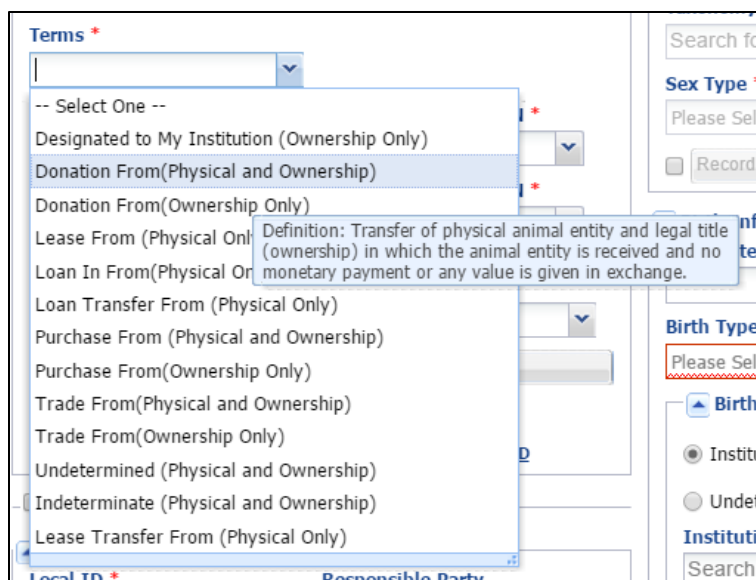 Terms *
Search fo
-- Select One --
Designated to My Institution (Ownership Only)
Donation From(Physical and Ownership)
Donation From(Ownership Only)
Lease From (Physical Onl
Loan In From(Physical On
Loan Transfer From (Physical Only)
Purchase From (Physical and Ownership)
Purchase From(Ownership Only)
Trade From(Physical and Ownership)
Trade From(Ownership Only)
Undetermined (Physical and Ownership)
Indeterminate (Physical and Ownership)
Lease Transfer From (Physical Only)
Definition: Transfer of physical animal entity and legal title
(ownership) in which the animal entity is received and no
monetary payment or any value is given in exchange.
*
*
D
Local ID *
Responsible Party
Sex Type *
Please Sel
Record
nf
te
Birth Type
Please Sel
Birth
Institu
Undet
Instituti
Search